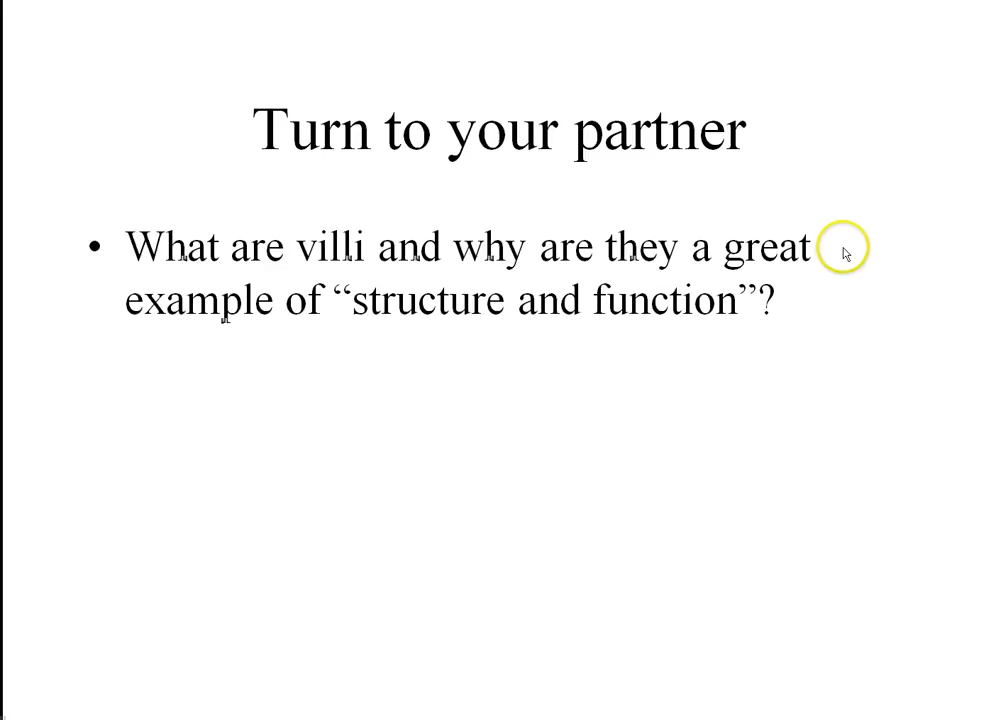 Turn to your partner
• What are villi and why are they a great
example of “structure and function”?